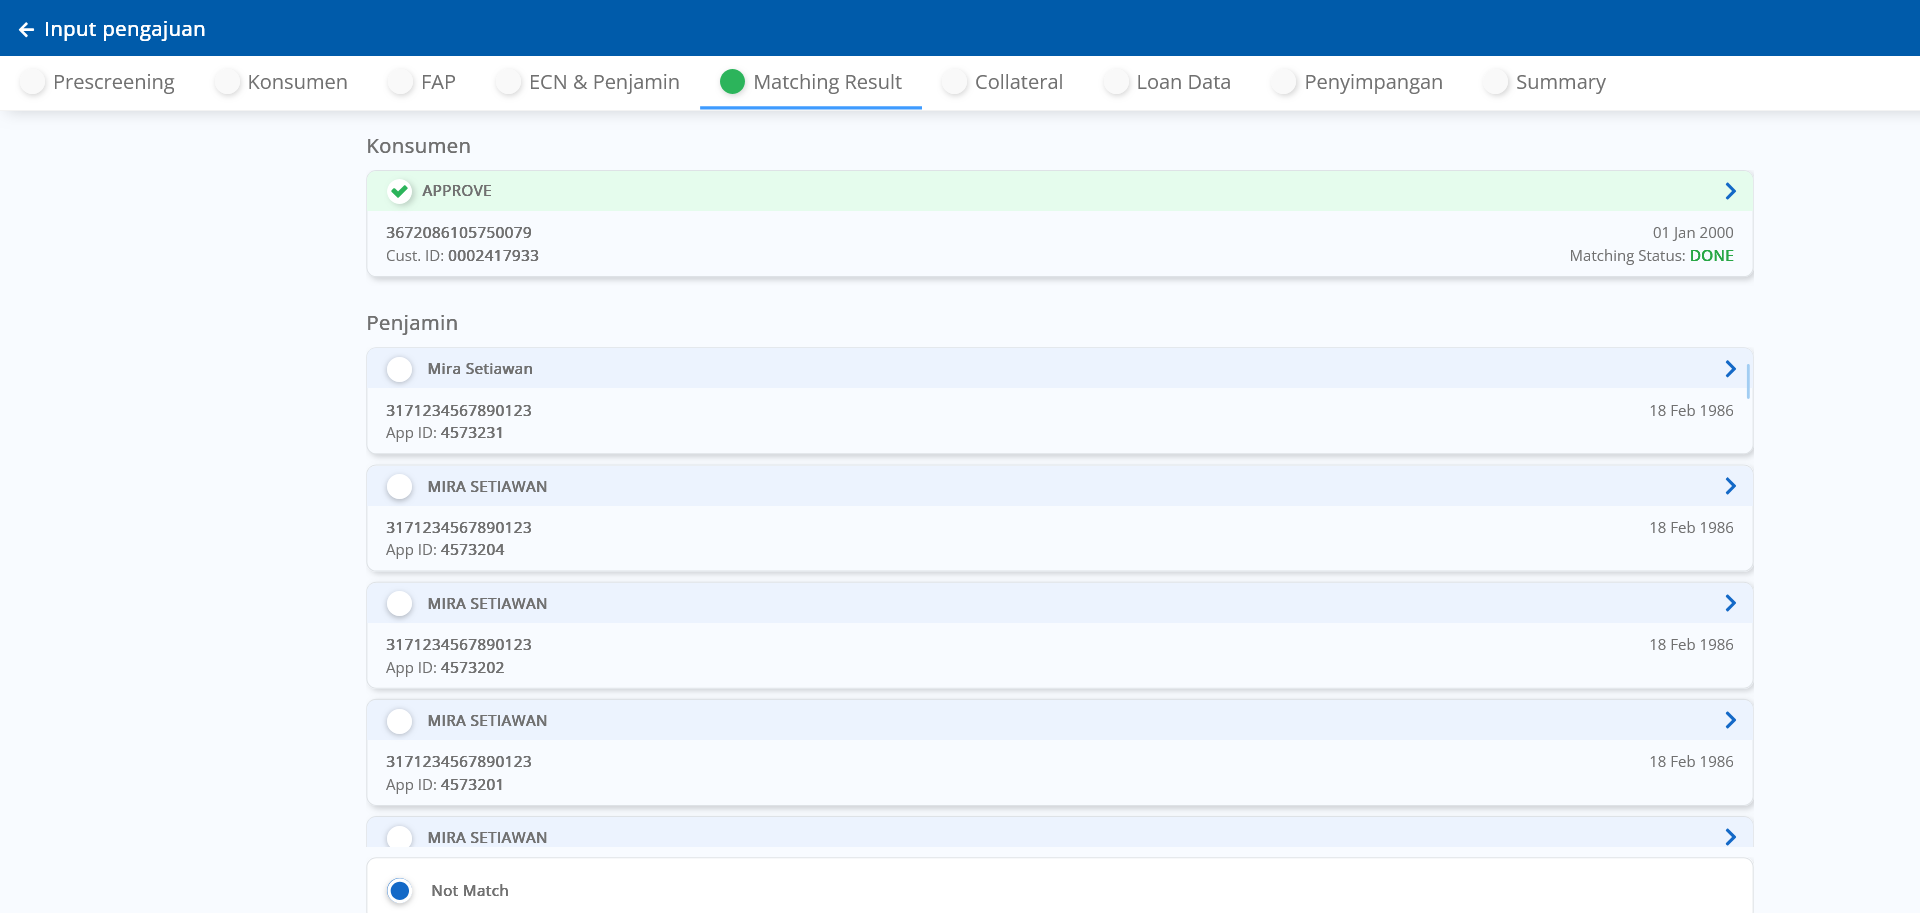 Input pengajuan
Prescreening Konsumen FAP ECN & Penjamin Matching Result Collateral Loan Data Penyimpangan Summary
Konsumen
APPROVE
3672086105750079 01 Jan 2000
Cust. ID: 0002417933 Matching Status: DONE
Penjamin
Mira Setiawan
3171234567890123 18 Feb 1986
App ID: 4573231
MIRA SETIAWAN
3171234567890123 18 Feb 1986
App ID: 4573204
MIRA SETIAWAN
3171234567890123 18 Feb 1986
App ID: 4573202
MIRA SETIAWAN
3171234567890123 18 Feb 1986
App ID: 4573201
MIRA SETIAWAN
Not Match